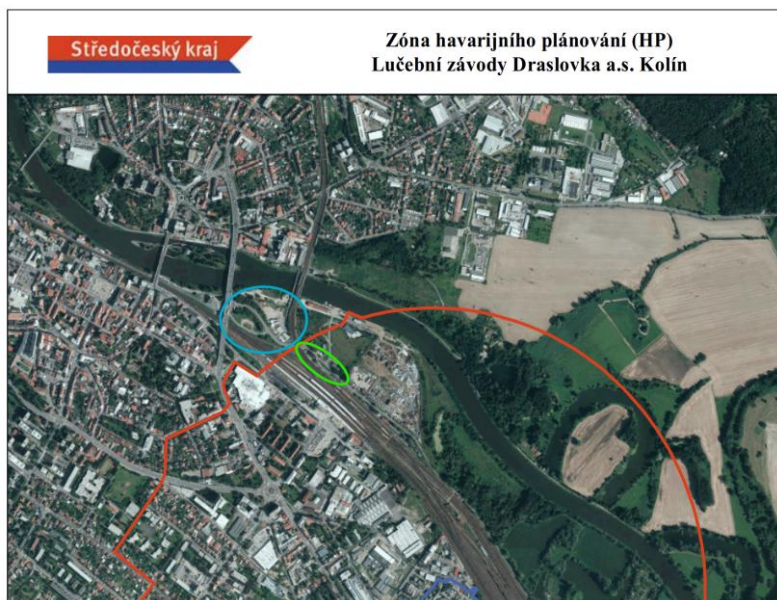 Středočeský kraj
Zóna havarijního plánování (HP)
Lučební závody Draslovka a.s. Kolín